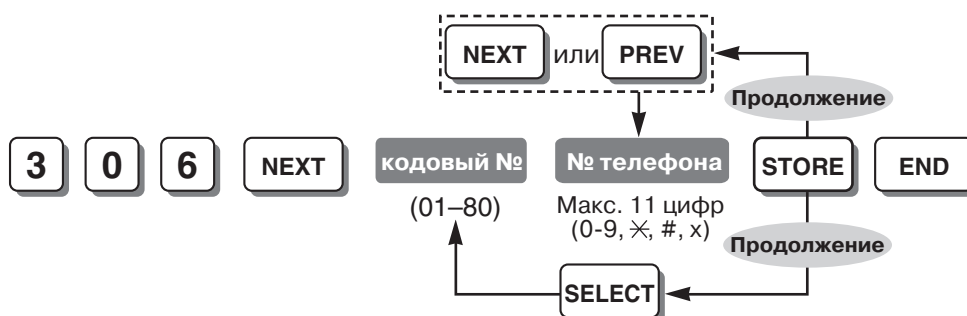 NEXT или PREV
Продолжение
3 0 6 NEXT кодовый № № телефона STORE END
(01–80) Макс. 11 цифр
(0-9, ✕, #, x)
Продолжение
SELECT